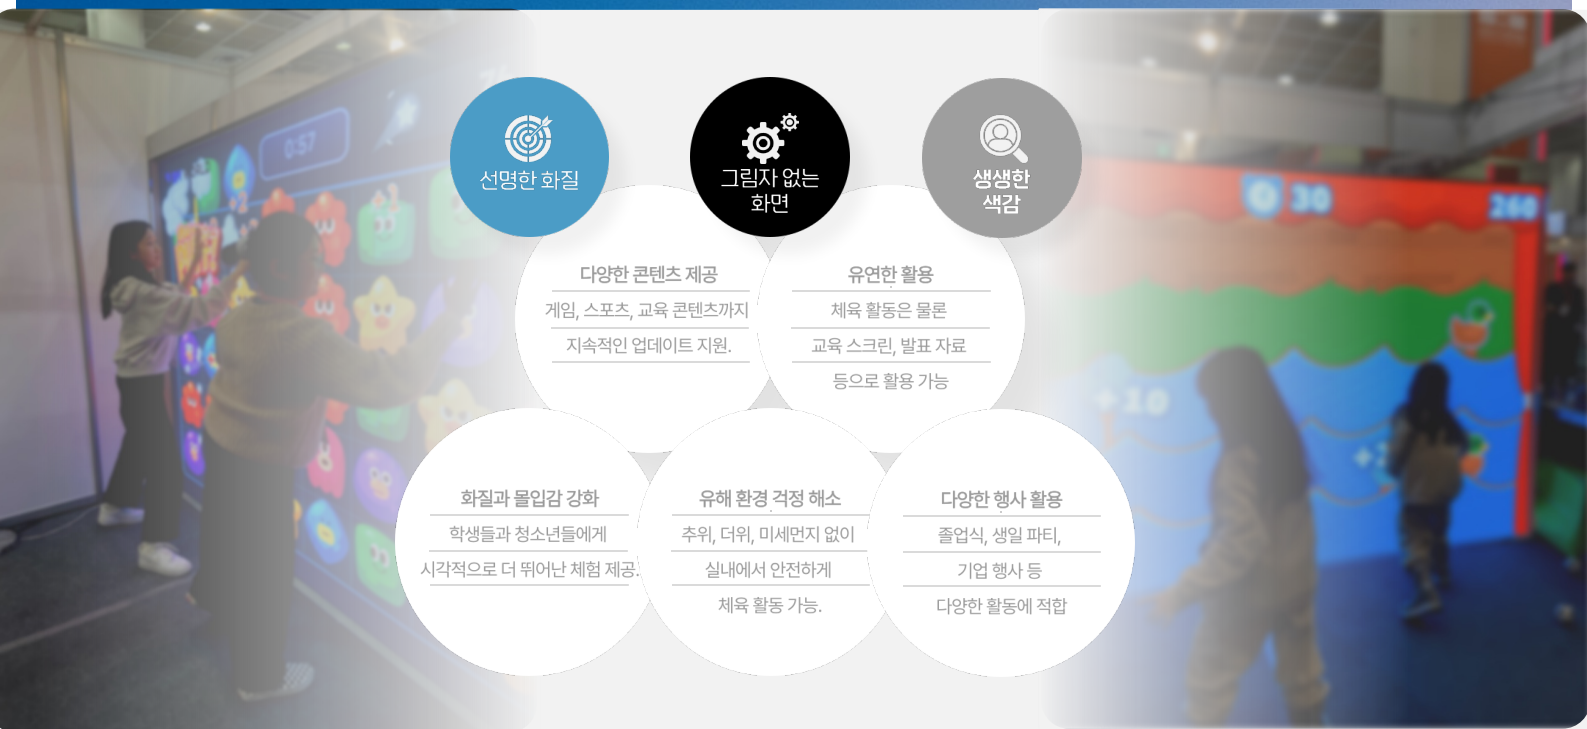 0:57
선명한 화질
그림자 없는
화면
생생한
색감
30
260
다양한 콘텐츠 제공
게임, 스포츠, 교육 콘텐츠까지
지속적인 업데이트 지원.
유연한 활용
체육 활동은 물론
교육 스크린, 발표 자료
등으로 활용 가능
+10
화질과 몰입감 강화
학생들과 청소년들에게
시각적으로 더 뛰어난 체험 제공.
유해 환경 걱정 해소
추위, 더위, 미세먼지 없이
실내에서 안전하게
체육 활동 가능.
다양한 행사 활용
졸업식, 생일 파티,
기업 행사 등
다양한 활동에 적합